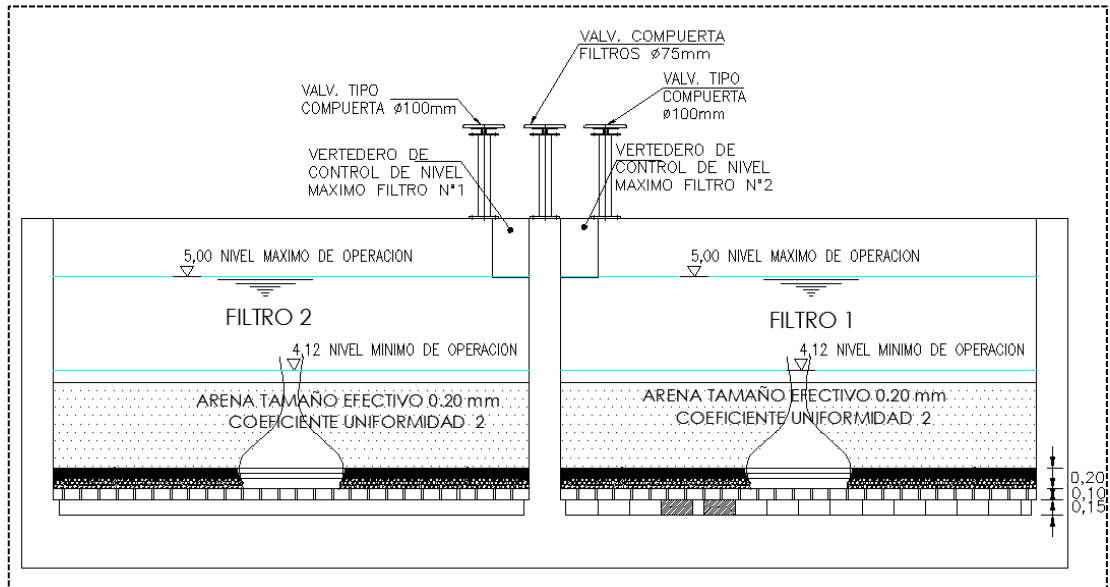 VALV. COMPUERTA
FILTROS ø75mm
VALV. TIPO
COMPUERTA ø100mm
VALV. TIPO
COMPUERTA
ø100mm
VERTEDERO DE
CONTROL DE NIVEL
MAXIMO FILTRO N°1
VERTEDERO DE
CONTROL DE NIVEL
MAXIMO FILTRO N°2
5,00 NIVEL MAXIMO DE OPERACION
5,00 NIVEL MAXIMO DE OPERACION
FILTRO 2
FILTRO 1
4,12 NIVEL MINIMO DE OPERACION
4,12 NIVEL MINIMO DE OPERACION
ARENA TAMAÑO EFECTIVO 0.20 mm
COEFICIENTE UNIFORMIDAD 2
ARENA TAMAÑO EFECTIVO 0.20 mm
COEFICIENTE UNIFORMIDAD 2
0,20
0,10
0,15